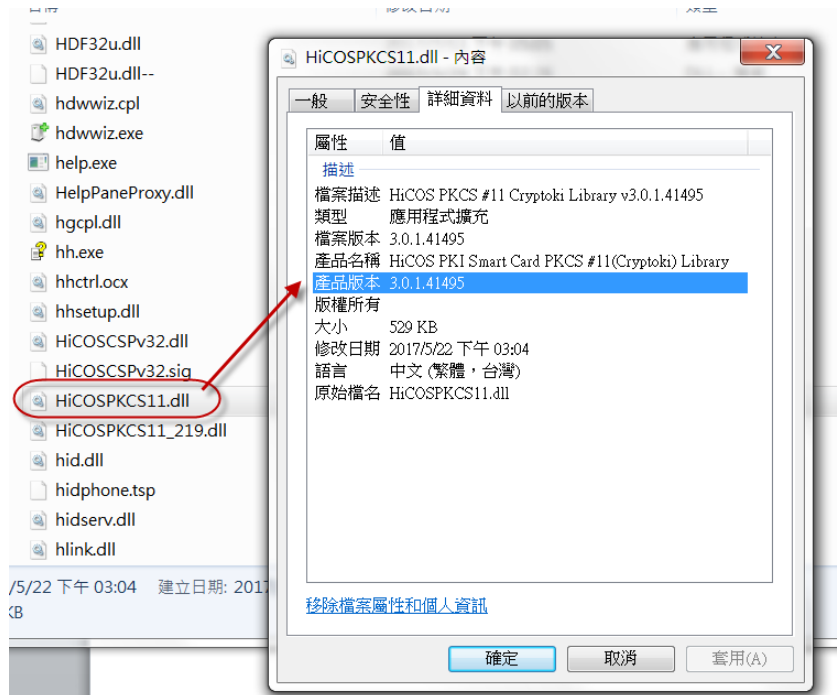 HDF32u.dll
HDF32u.dll--
hdwwiz.cpl
hdwwiz.exe
help.exe
HelpPaneProxy.dll
hgcpl.dll
hh.exe
hhctrl.ocx
hhsetup.dll
HiCOSCSPv32.dll
HiCOSCSPv32.sig
HiCOSPKCS11.dll
HiCOSPKCS11_219.dll
hid.dll
hidphone.tsp
hidserv.dll
hlink.dll
/5/22 下午 03:04 建立日期: 2017
KB
HiCOSPKCS11.dll - 內容
一般 安全性 詳細資料 以前的版本
屬性 值
描述
檔案描述 HiCOS PKCS #11 Cryptoki Library v3.0.1.41495
類型 應用程式擴充
檔案版本 3.0.1.41495
產品名稱 HiCOS PKI Smart Card PKCS #11(Cryptoki) Library
產品版本 3.0.1.41495
版權所有
大小 529 KB
修改日期 2017/5/22 下午 03:04
語言 中文 (繁體，台灣)
原始檔名 HiCOSPKCS11.dll
移除檔案屬性和個人資訊
確定 取消 套用(A)